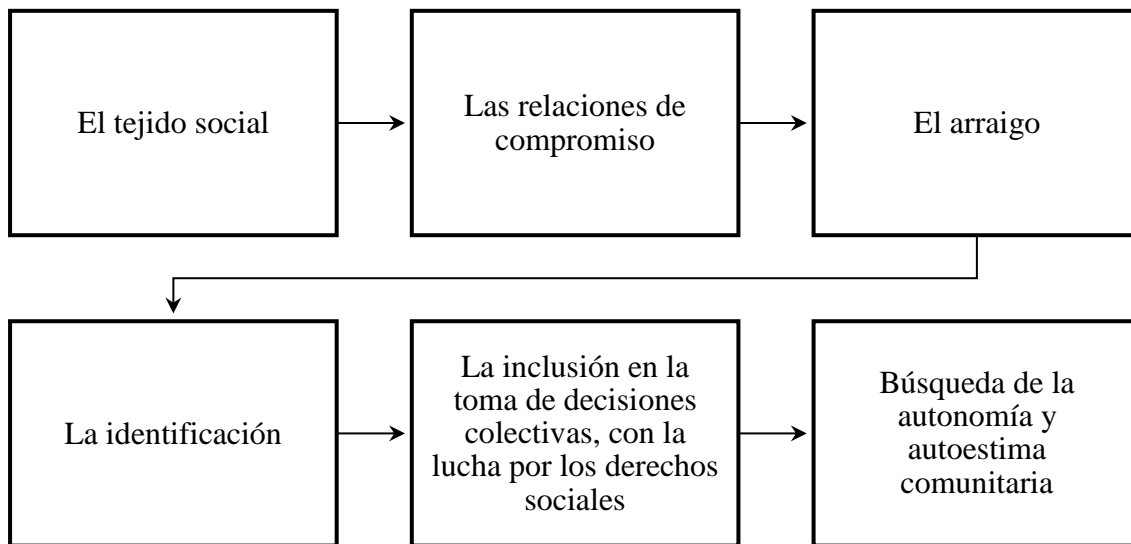 El tejido social
Las relaciones de
compromiso
El arraigo
La identificación
La inclusión en la
toma de decisiones
colectivas, con la
lucha por los derechos
sociales
Búsqueda de la
autonomía y
autoestima
comunitaria